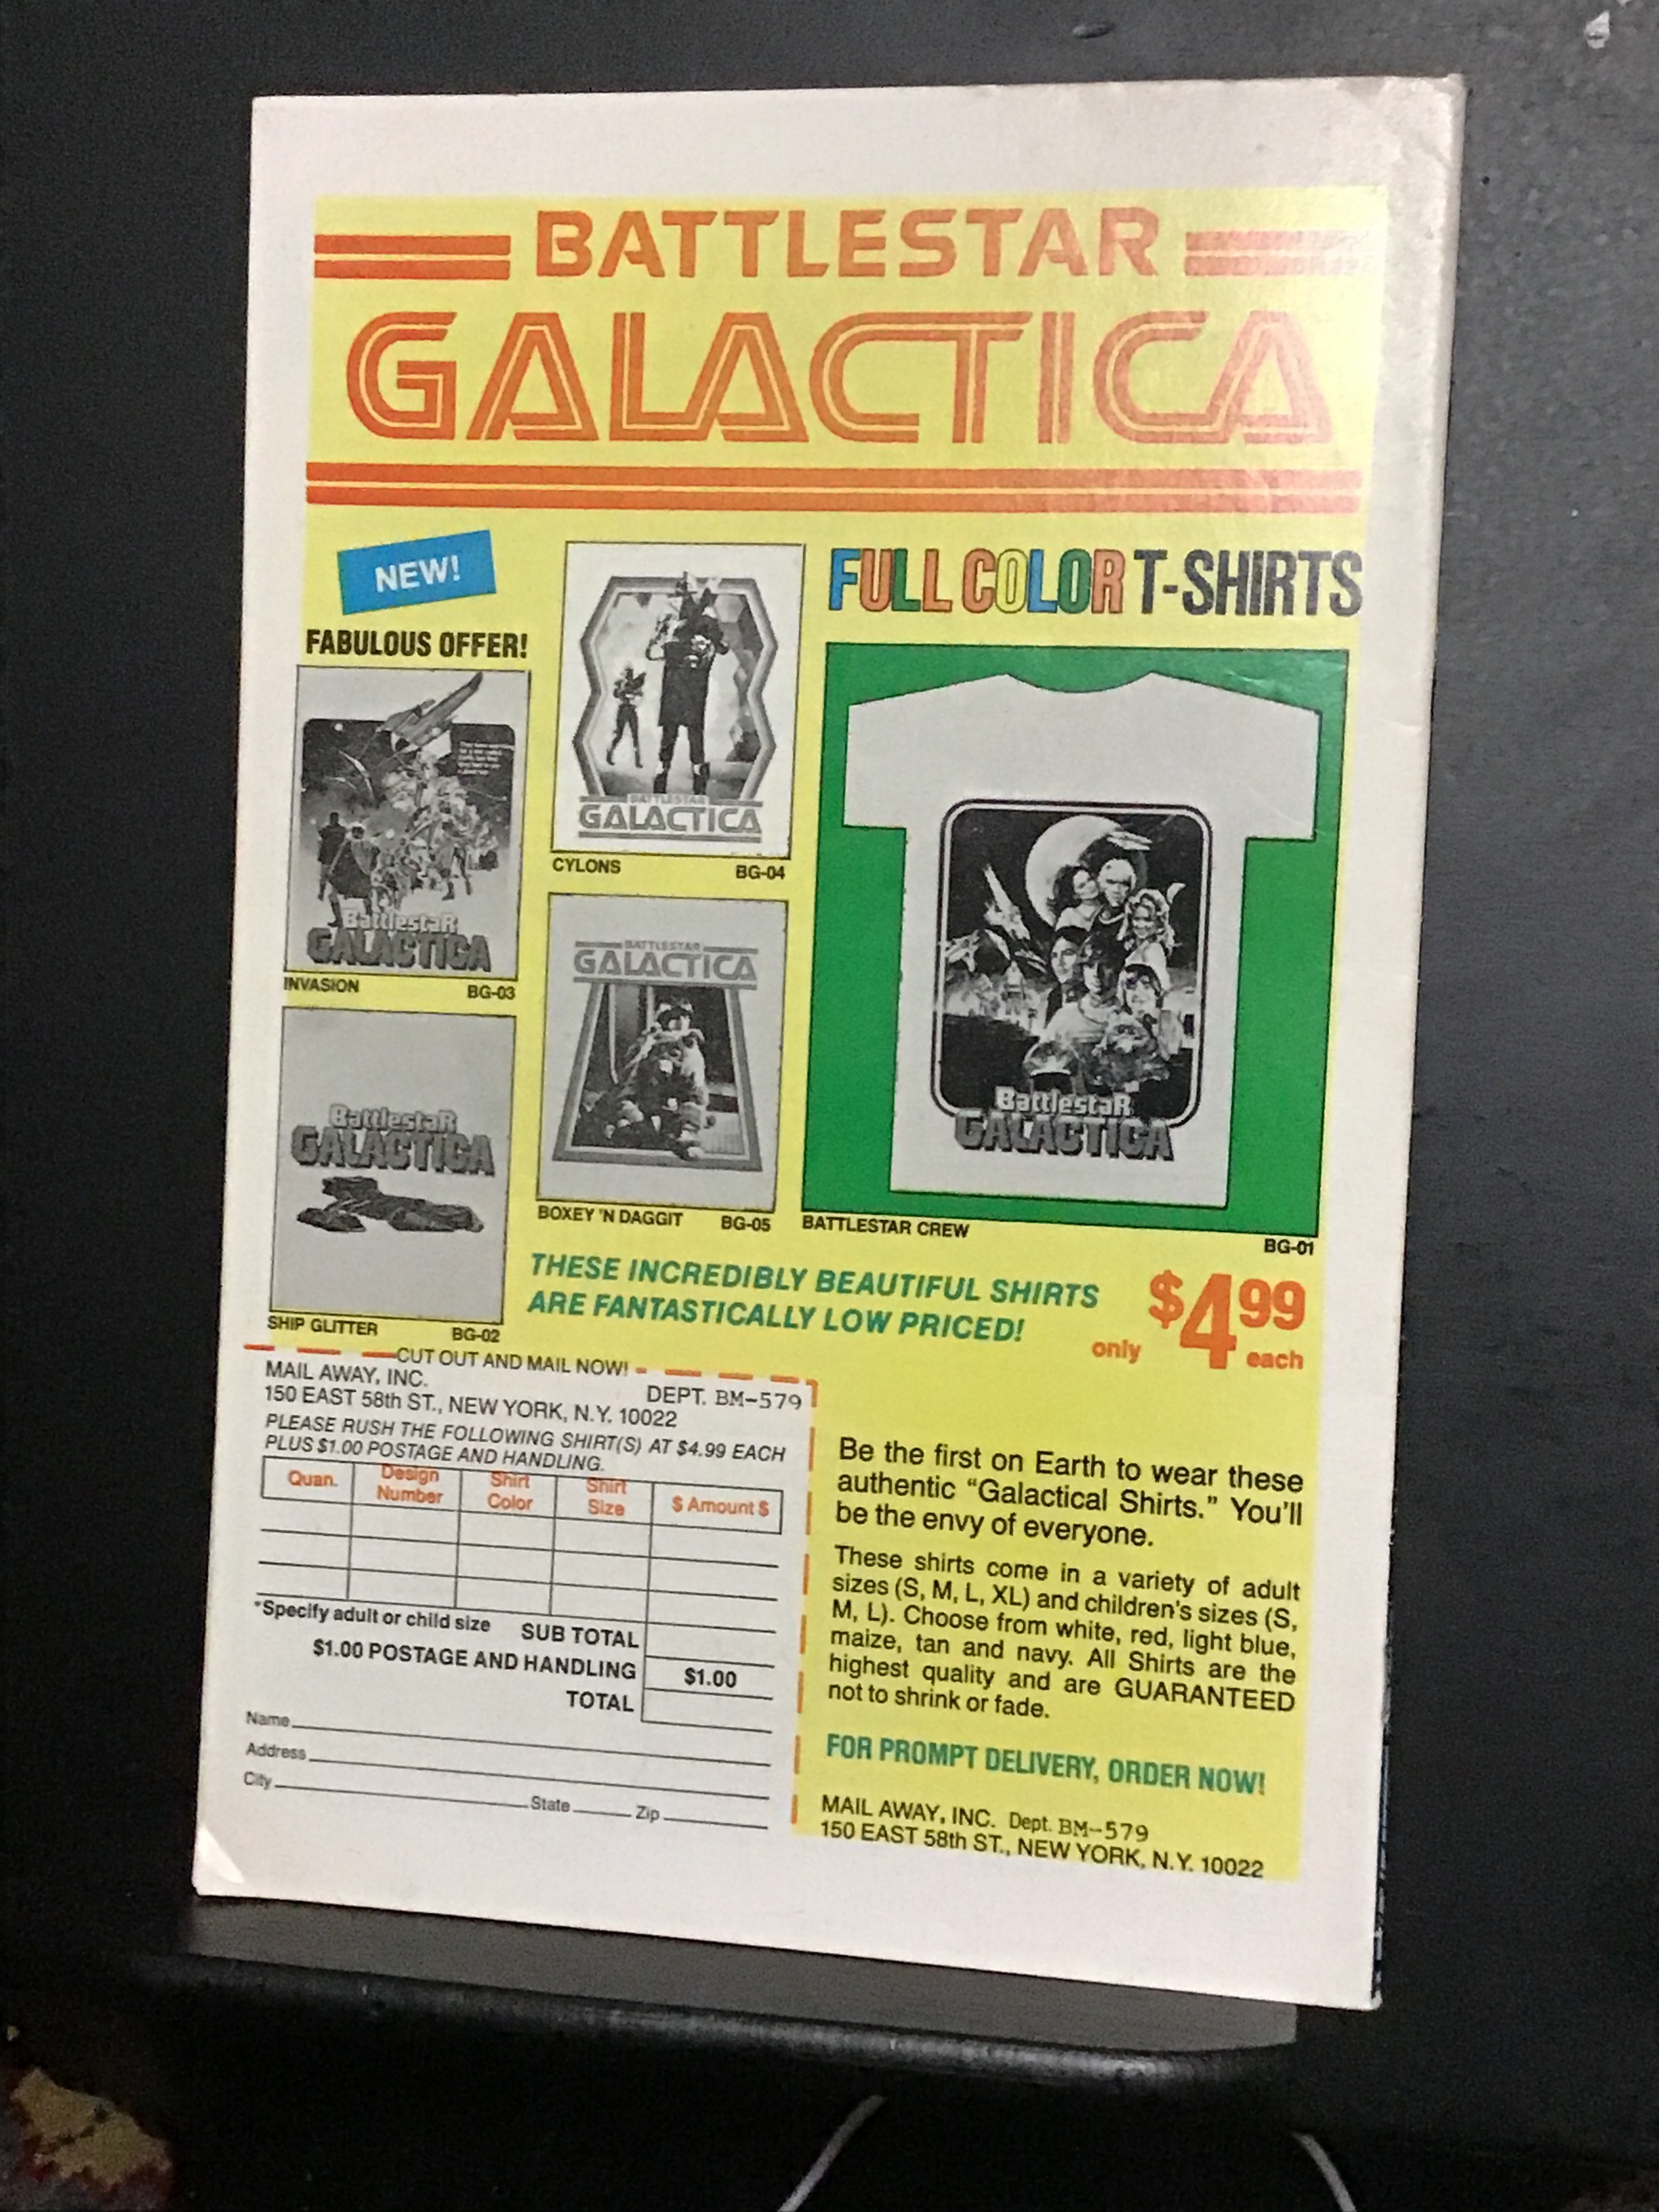 BATTLESTAR
GALACTICA
NEW!
FABULOUS OFFER!
FULL COLOR T-SHIRTS
BATTLESTAR
GALACTICA
CYLONS BG-04
BattlestaR
GALACTICA
INVASION BG-03
BATTLESTAR
GALACTICA
BOXEY 'N DAGGIT BG-05
BattlestaR
GALACTICA
SHIP GLITTER BG-02
BattlestaR
GALACTICA
BATTLESTAR CREW
BG-01
THESE INCREDIBLY BEAUTIFUL SHIRTS
ARE FANTASTICALLY LOW PRICED!
only $4 99 each
CUT OUT AND MAIL NOW!
MAIL AWAY, INC. DEPT. BM-579
150 EAST 58th ST., NEW YORK, N.Y. 10022
PLEASE RUSH THE FOLLOWING SHIRT(S) AT $4.99 EACH
PLUS $1.00 POSTAGE AND HANDLING.
Quan. Design Number Shirt Color Shirt Size $ Amount $
*Specify adult or child size SUB TOTAL
$1.00 POSTAGE AND HANDLING $1.00
TOTAL
Name
Address
City State Zip
Be the first on Earth to wear these
authentic "Galactical Shirts." You'll
be the envy of everyone.
These shirts come in a variety of adult
sizes (S, M, L, XL) and children's sizes (S,
M, L). Choose from white, red, light blue,
maize, tan and navy. All Shirts are the
highest quality and are GUARANTEED
not to shrink or fade.
FOR PROMPT DELIVERY, ORDER NOW!
MAIL AWAY, INC. Dept. BM-579
150 EAST 58th ST., NEW YORK, N.Y. 10022